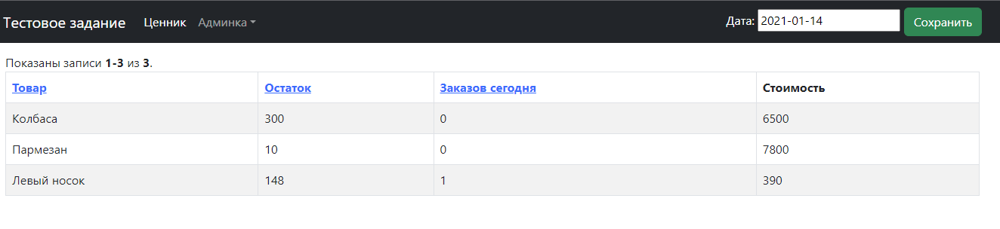 Тестовое задание Ценник Админка Дата: 2021-01-14 Сохранить
Показаны записи 1-3 из 3.
Товар Остаток Заказов сегодня Стоимость
Колбаса 300 0 6500
Пармезан 10 0 7800
Левый носок 148 1 390